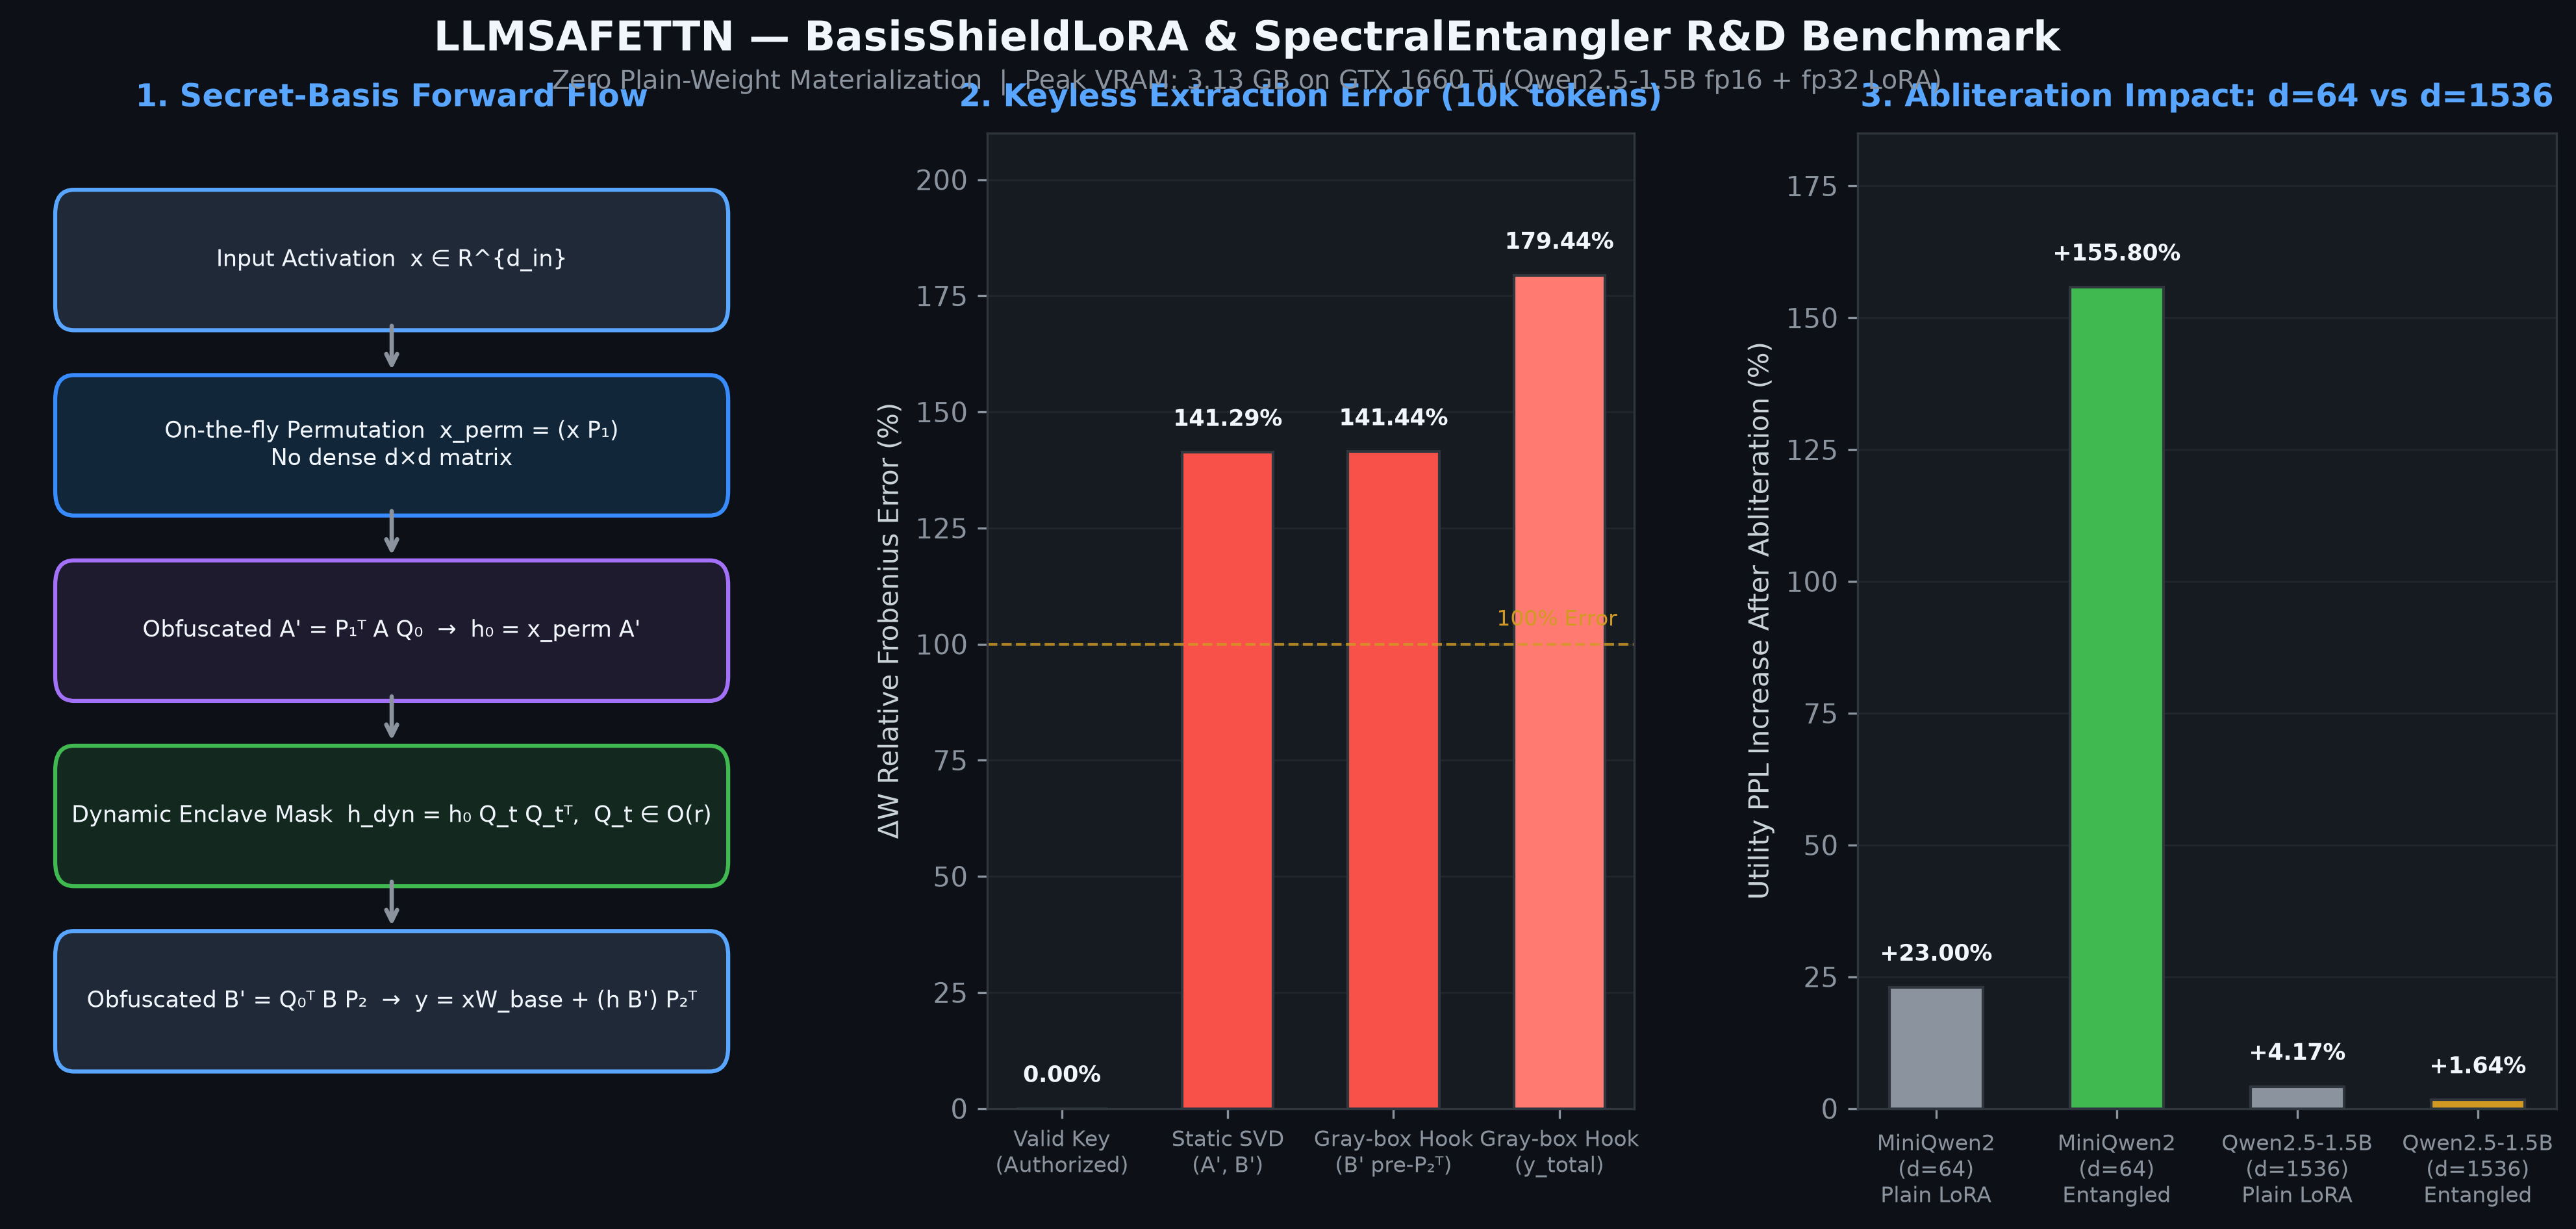 LLMSAFETTN — BasisShieldLoRA & SpectralEntangler R&D Benchmark
Zero Plain-Weight Materialization | Peak VRAM: 3.13 GB on GTX 1660 Ti (Qwen2.5-1.5B fp16 + fp32 LoRA)
1. Secret-Basis Forward Flow
Input Activation x ∈ R^{d_in}
On-the-fly Permutation x_perm = (x P₁)
No dense d×d matrix
Obfuscated A' = P₁ᵀ A Q₀ → h₀ = x_perm A'
Dynamic Enclave Mask h_dyn = h₀ Q_t Q_tᵀ, Q_t ∈ O(r)
Obfuscated B' = Q₀ᵀ B P₂ → y = xW_base + (h B') P₂ᵀ
2. Keyless Extraction Error (10k tokens)
ΔW Relative Frobenius Error (%)
200
175
150
125
100
75
50
25
0
0.00%
141.29%
141.44%
179.44%
100% Error
Valid Key
(Authorized)
Static SVD
(A', B')
Gray-box Hook
(B' pre-P₂ᵀ)
Gray-box Hook
(y_total)
3. Abliteration Impact: d=64 vs d=1536
Utility PPL Increase After Abliteration (%)
175
150
125
100
75
50
25
0
+23.00%
+155.80%
+4.17%
+1.64%
MiniQwen2
(d=64)
Plain LoRA
MiniQwen2
(d=64)
Entangled
Qwen2.5-1.5B
(d=1536)
Plain LoRA
Qwen2.5-1.5B
(d=1536)
Entangled